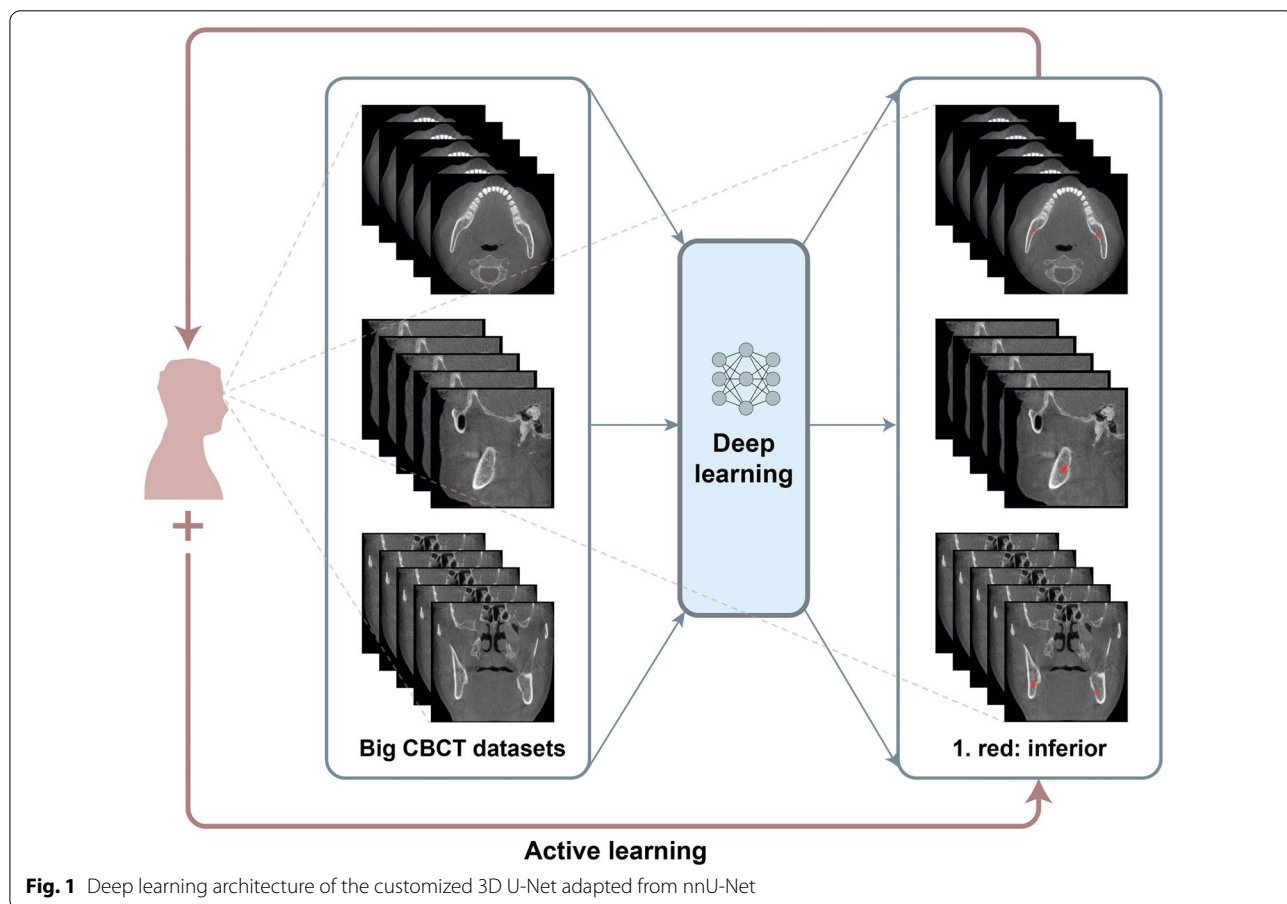 Deep
learning
Big CBCT datasets
1. red: inferior
+
Active learning
Fig. 1 Deep learning architecture of the customized 3D U-Net adapted from nnU-Net